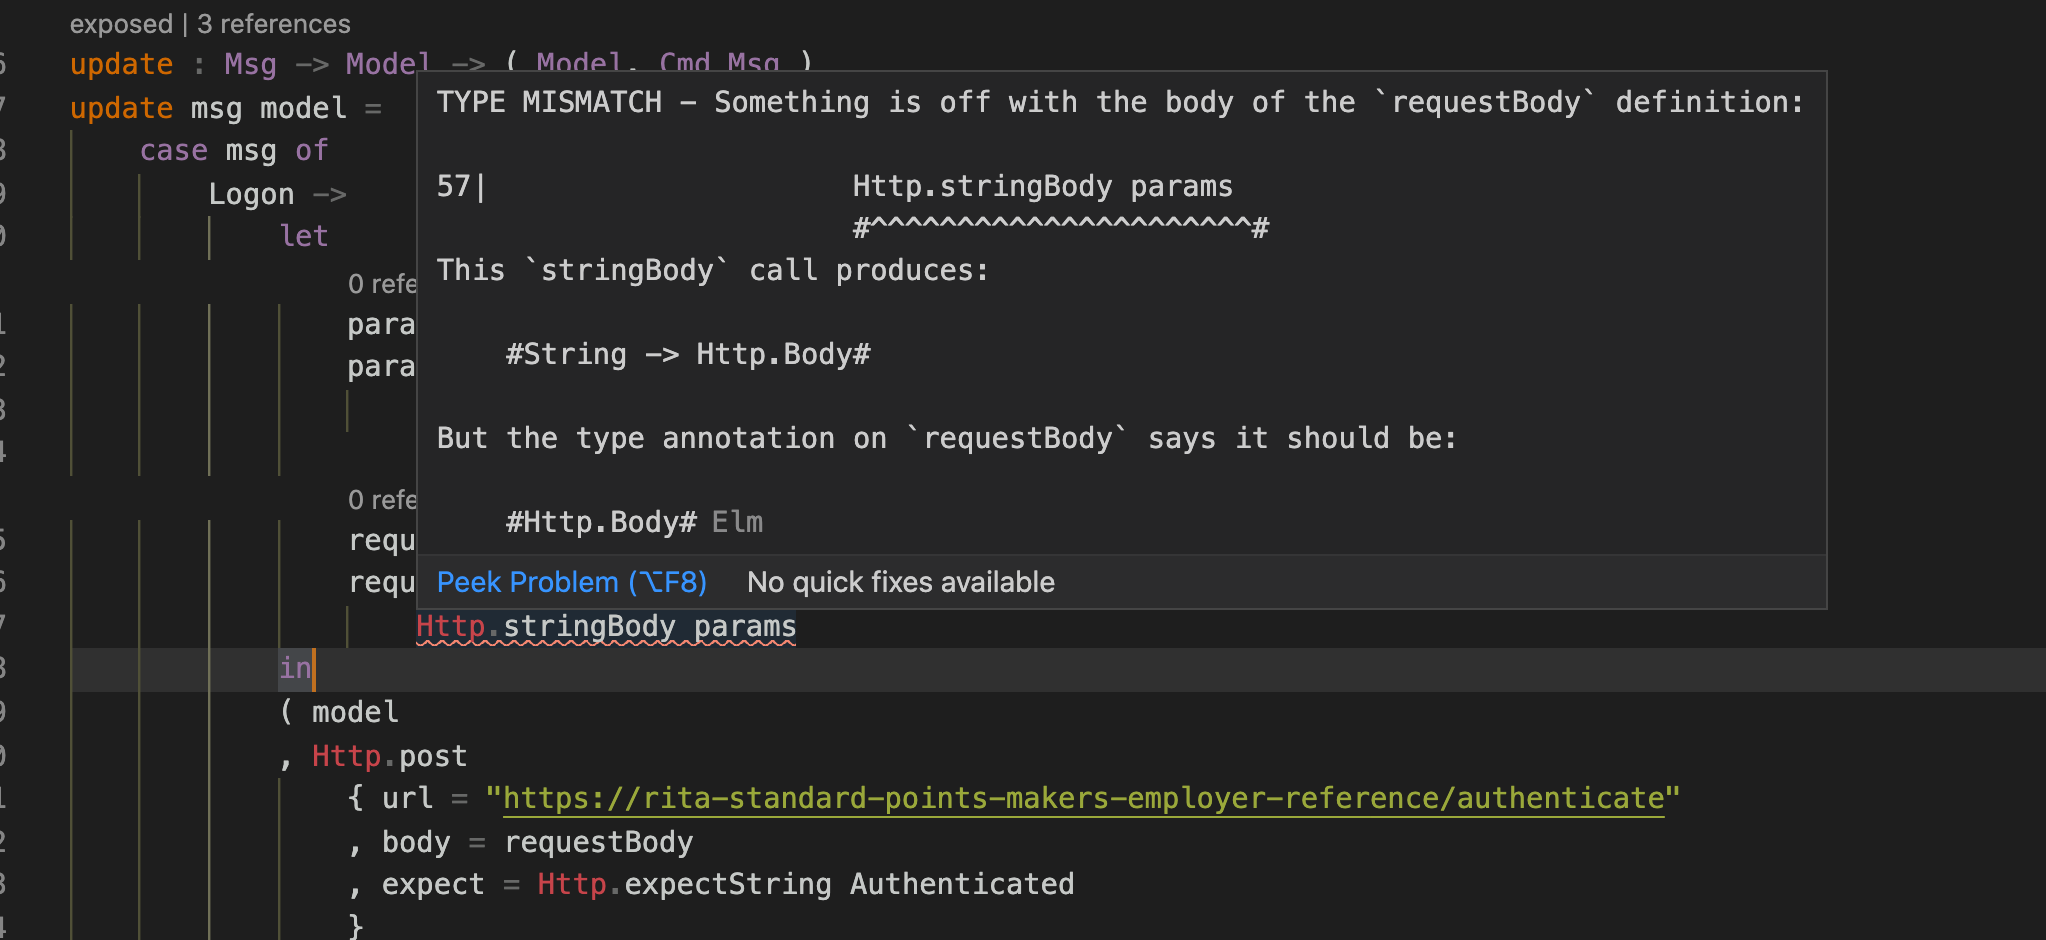 exposed | 3 references
update : Msg -> Model -> ( Model, Cmd Msg )
update msg model =
case msg of
Logon ->
let
0 refe
para
para
0 refe
requ
requ
TYPE MISMATCH - Something is off with the body of the `requestBody` definition:
57| Http.stringBody params
#^^^^^^^^^^^^^^^^^^^^^^#
This `stringBody` call produces:
#String -> Http.Body#
But the type annotation on `requestBody` says it should be:
#Http.Body# Elm
Peek Problem (⌥F8) No quick fixes available
Http.stringBody params
in
( model
, Http.post
{ url = "https://rita-standard-points-makers-employer-reference/authenticate"
, body = requestBody
, expect = Http.expectString Authenticated
}